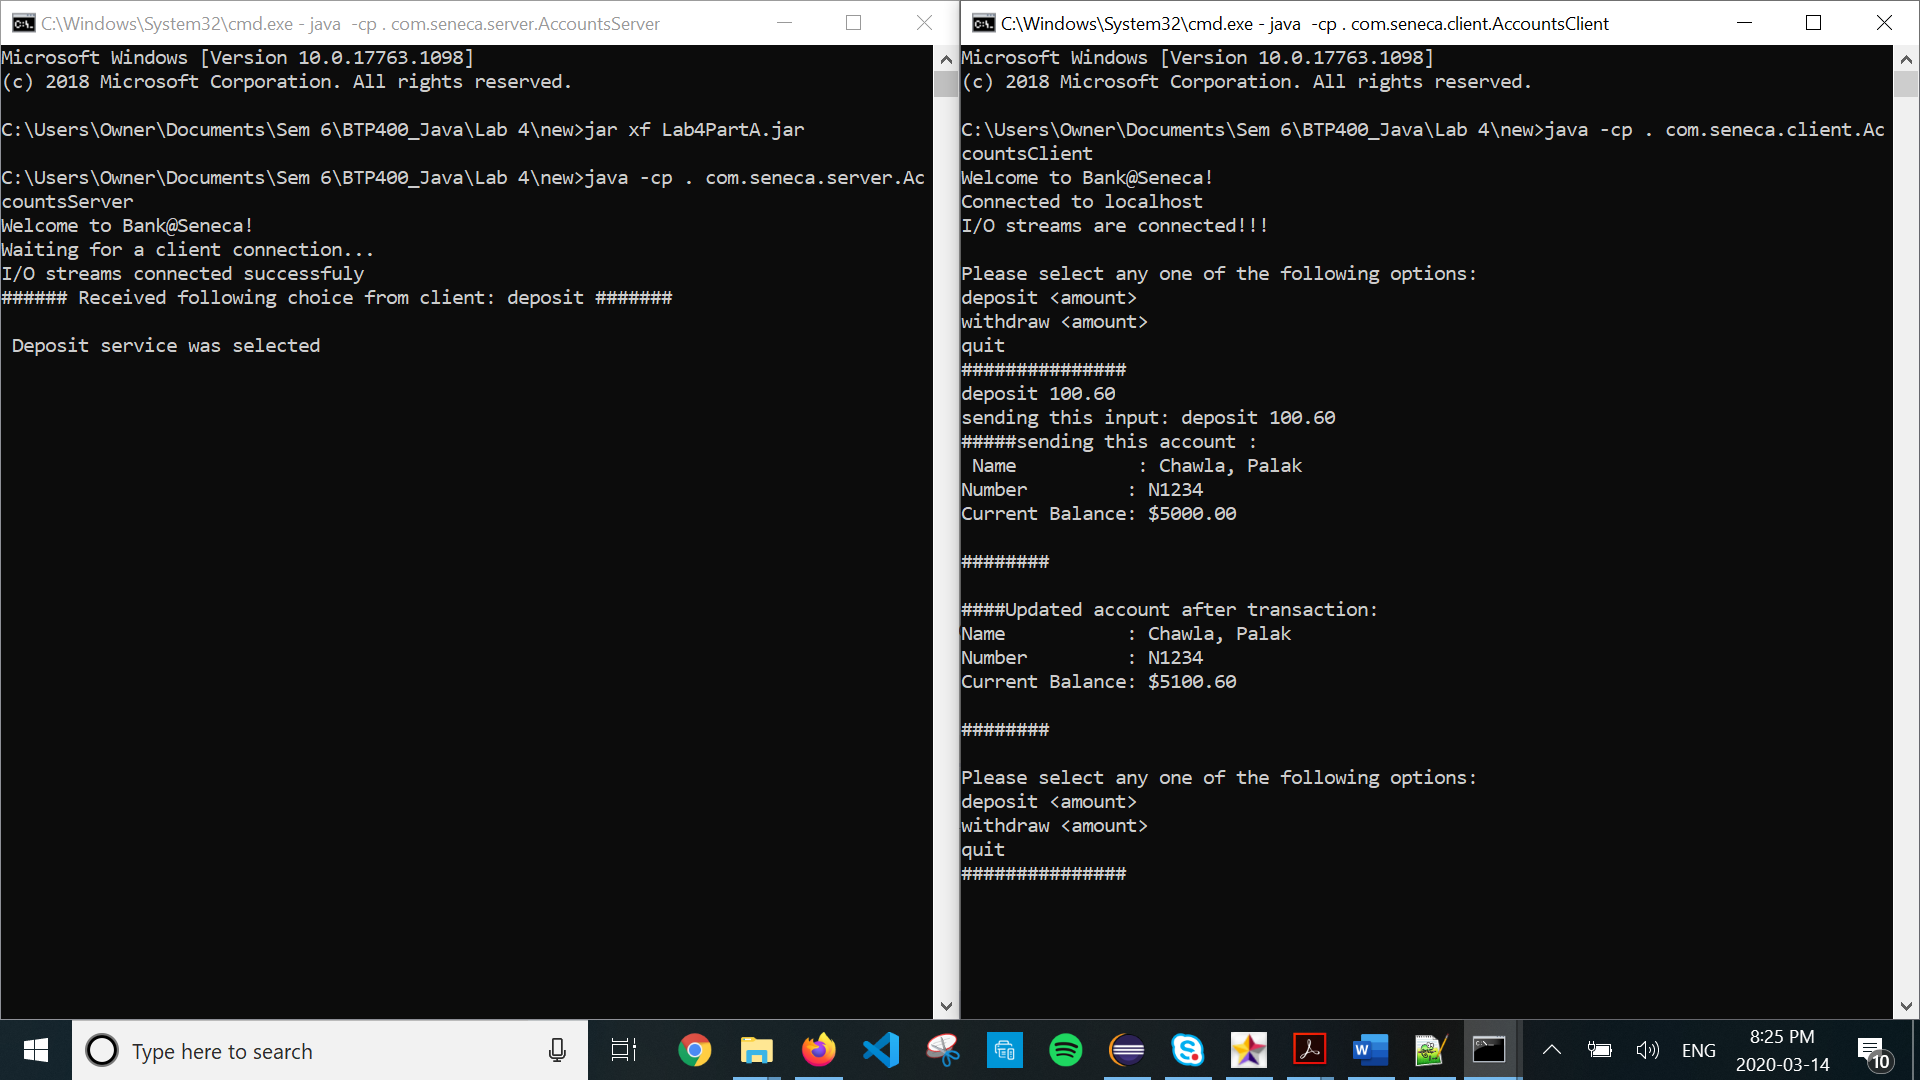 C:\Windows\System32\cmd.exe - java  -cp . com.seneca.server.AccountsServer
Microsoft Windows [Version 10.0.17763.1098]
(c) 2018 Microsoft Corporation. All rights reserved.
C:\Users\Owner\Documents\Sem 6\BTP400_Java\Lab 4\new>jar xf Lab4PartA.jar
C:\Users\Owner\Documents\Sem 6\BTP400_Java\Lab 4\new>java -cp . com.seneca.server.Ac
countsServer
Welcome to Bank@Seneca!
Waiting for a client connection...
I/O streams connected successfuly
###### Received following choice from client: deposit #######
Deposit service was selected
C:\Windows\System32\cmd.exe - java  -cp . com.seneca.client.AccountsClient
Microsoft Windows [Version 10.0.17763.1098]
(c) 2018 Microsoft Corporation. All rights reserved.
C:\Users\Owner\Documents\Sem 6\BTP400_Java\Lab 4\new>java -cp . com.seneca.client.Ac
countsClient
Welcome to Bank@Seneca!
Connected to localhost
I/O streams are connected!!!
Please select any one of the following options:
deposit <amount>
withdraw <amount>
quit
###############
deposit 100.60
sending this input: deposit 100.60
#####sending this account :
Name           : Chawla, Palak
Number         : N1234
Current Balance: $5000.00
########
####Updated account after transaction:
Name           : Chawla, Palak
Number         : N1234
Current Balance: $5100.60
########
Please select any one of the following options:
deposit <amount>
withdraw <amount>
quit
###############
Type here to search
ENG
8:25 PM
2020-03-14
10